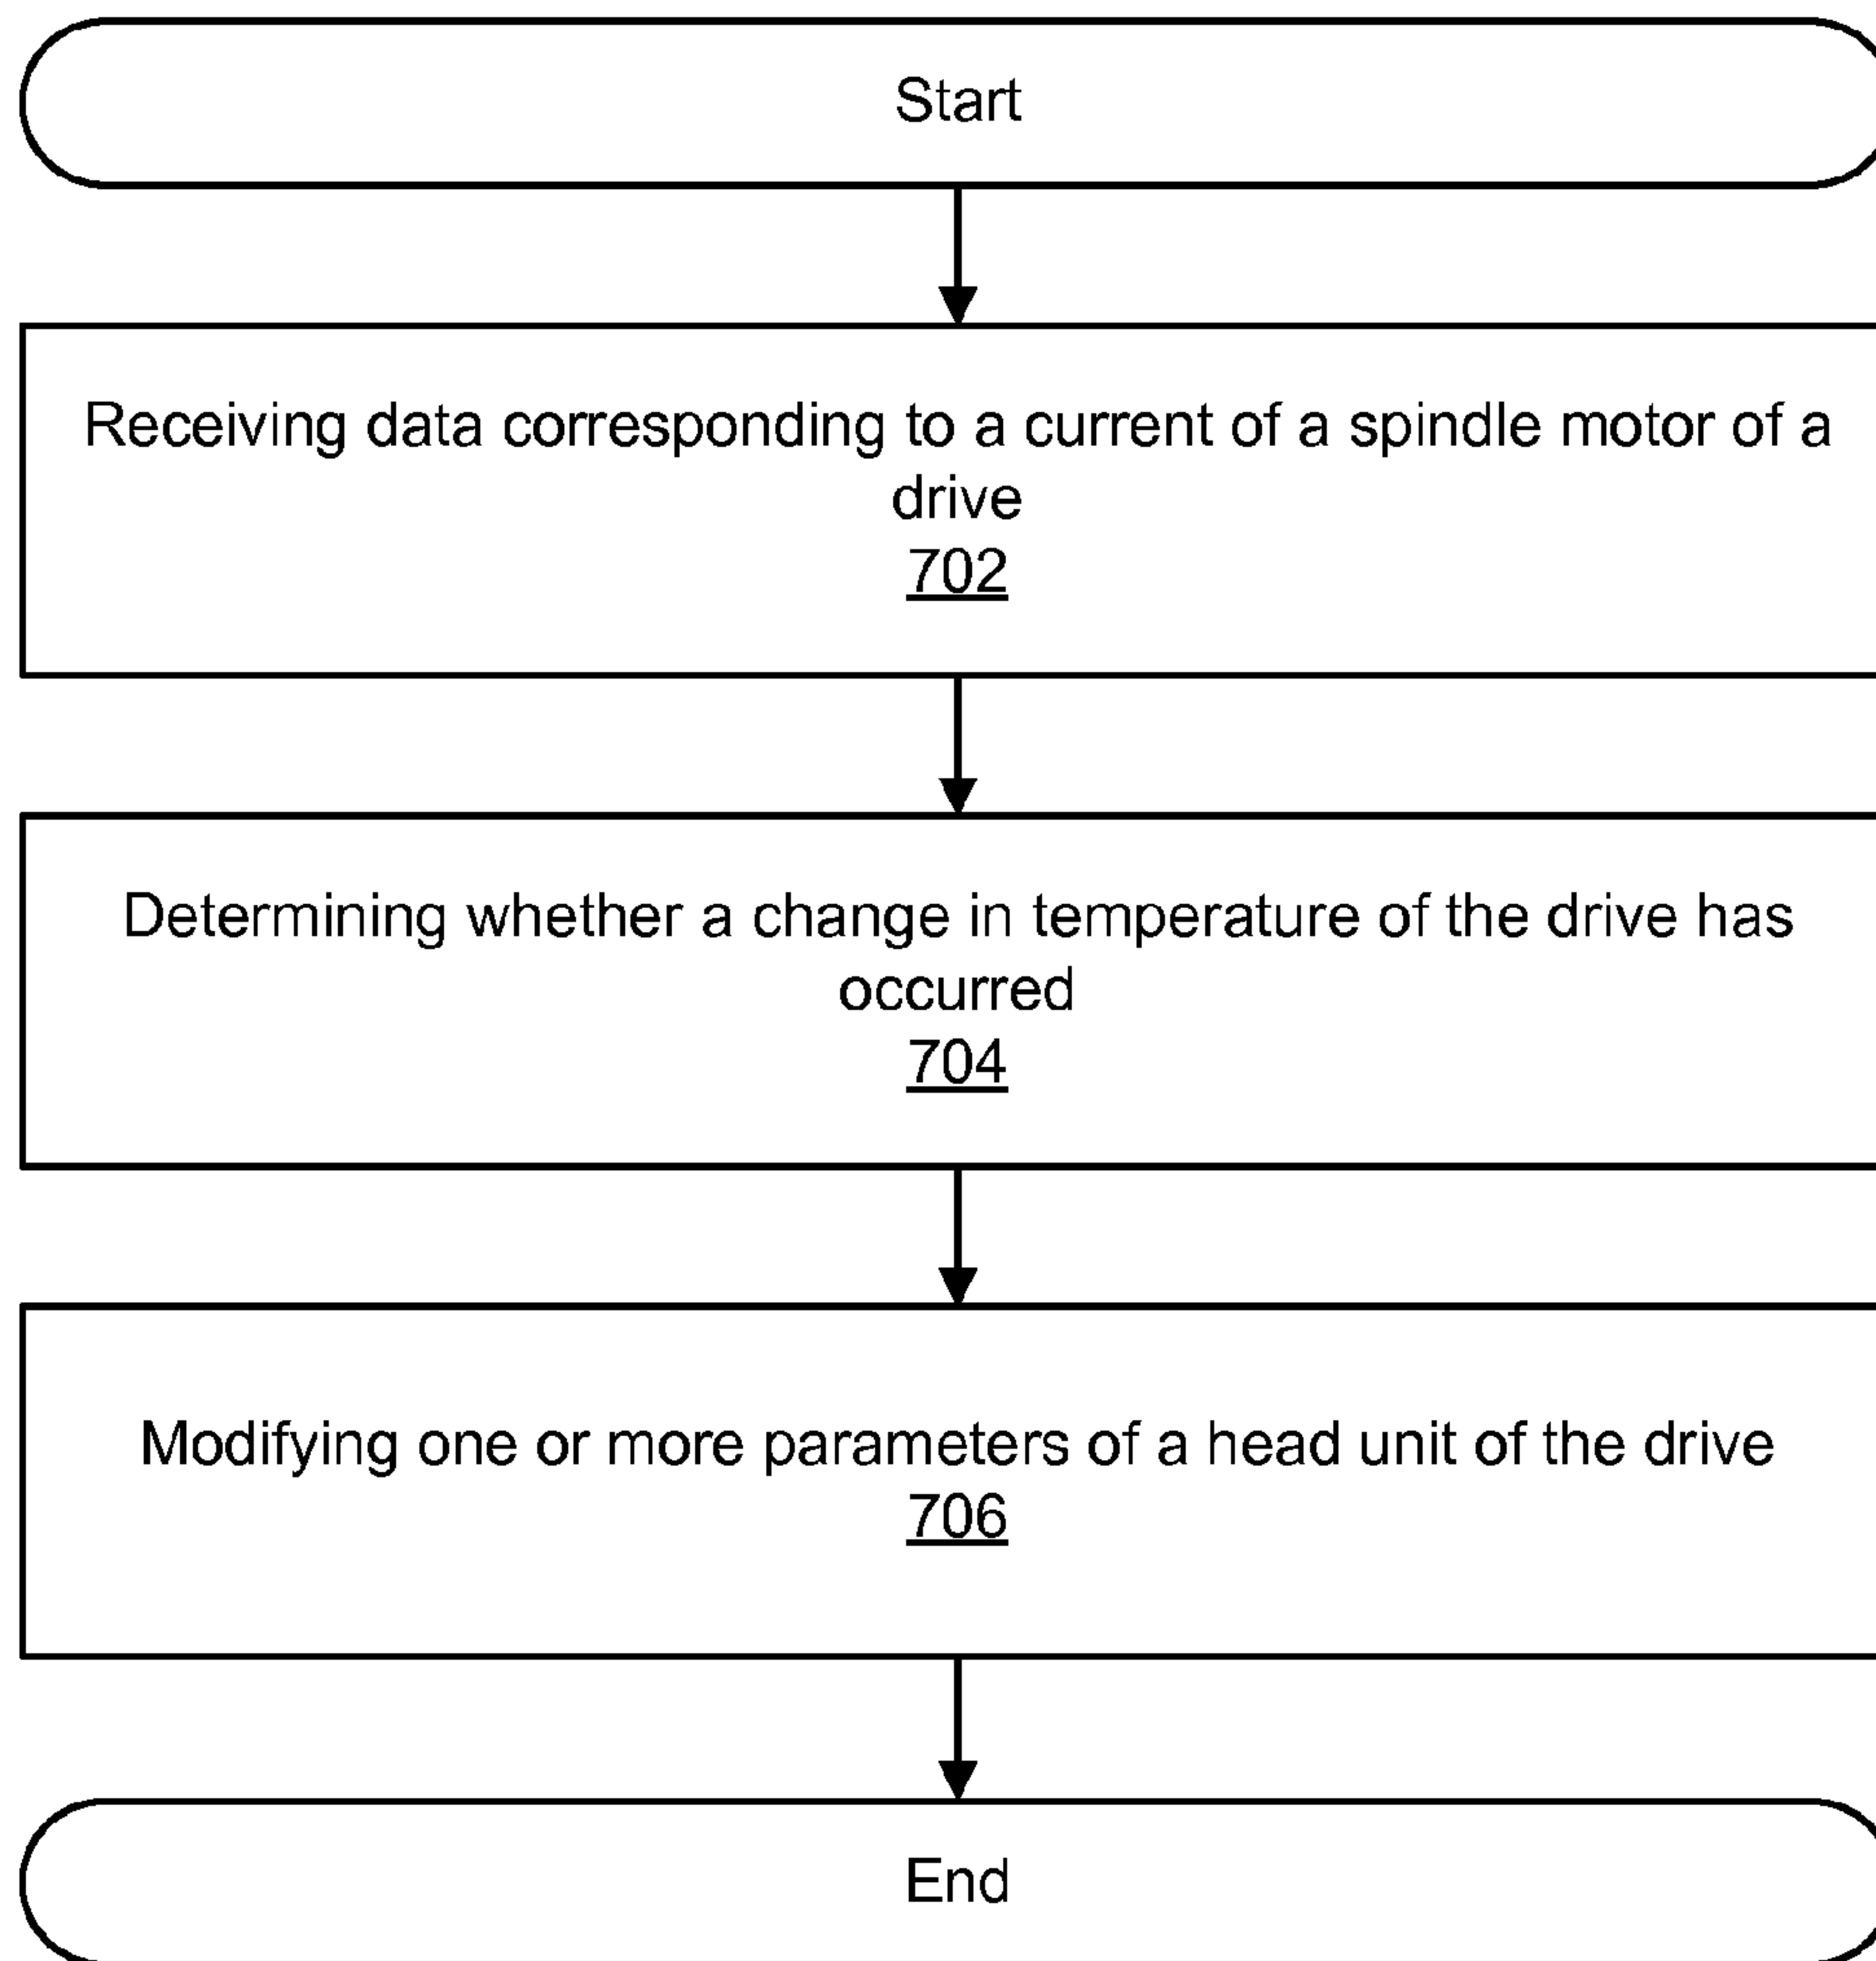 Start
Receiving data corresponding to a current of a spindle motor of a
drive
702
Determining whether a change in temperature of the drive has
occurred
704
Modifying one or more parameters of a head unit of the drive
706
End